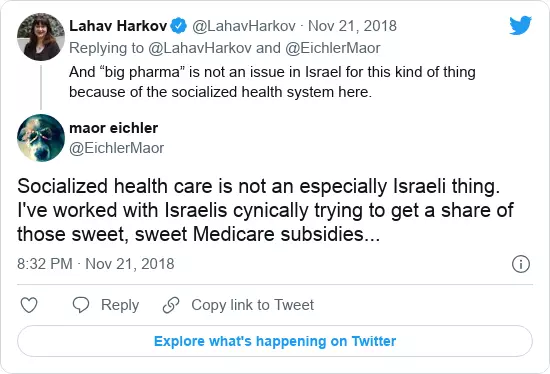 Lahav Harkov @LahavHarkov · Nov 21, 2018
Replying to @LahavHarkov and @EichlerMaor
And “big pharma” is not an issue in Israel for this kind of thing
because of the socialized health system here.
maor eichler
@EichlerMaor
Socialized health care is not an especially Israeli thing.
I've worked with Israelis cynically trying to get a share of
those sweet, sweet Medicare subsidies...
8:32 PM · Nov 21, 2018
Reply Copy link to Tweet
Explore what's happening on Twitter